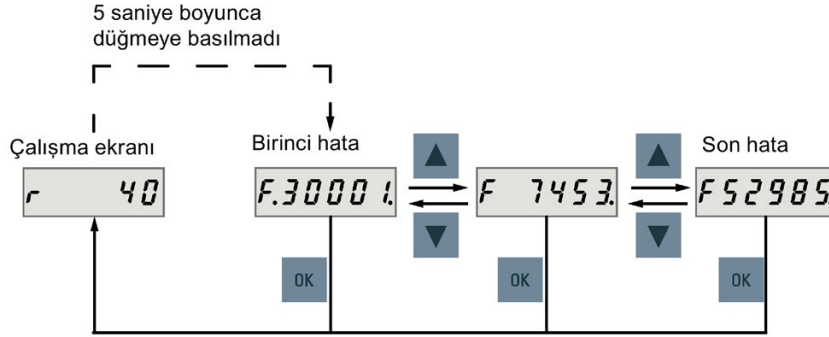 5 saniye boyunca
düğmeye basılmadı
Çalışma ekranı
Birinci hata
Son hata
r 40
F.30001.
F 7453.
F52985.
OK
OK
OK